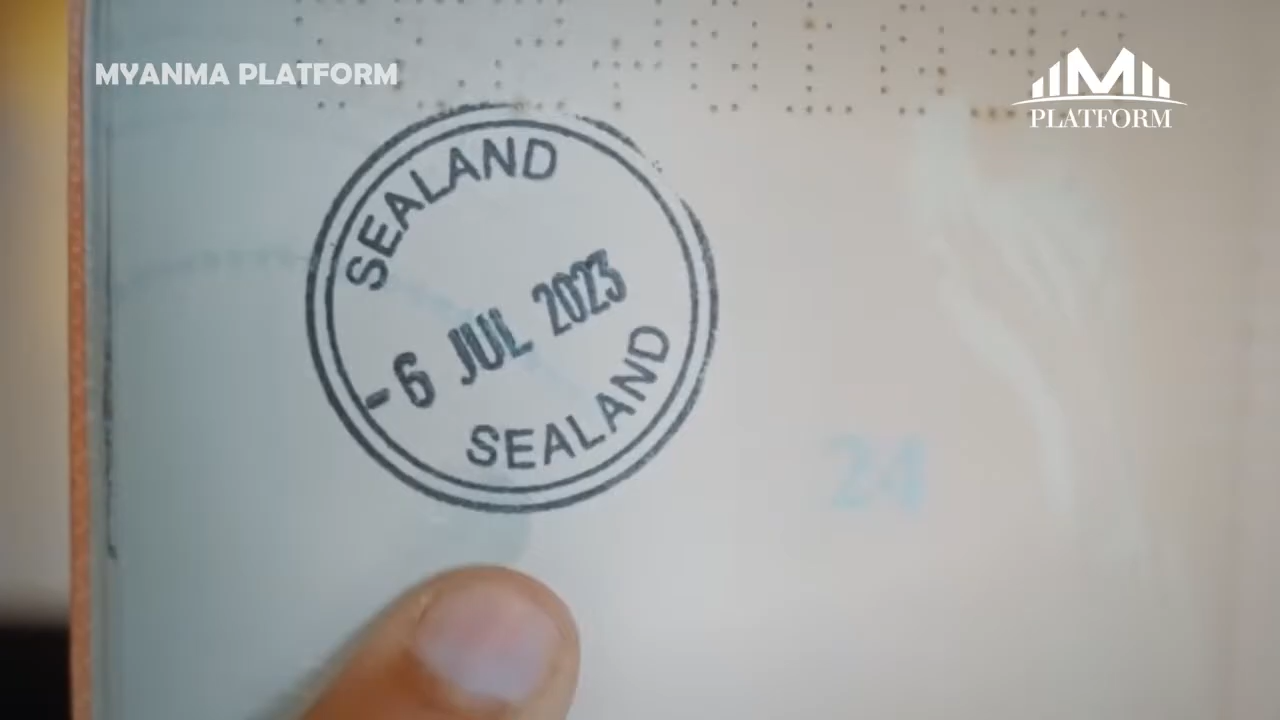 MYANMA PLATFORM
M
PLATFORM
SEALAND
-6 JUL 2023
SEALAND
24